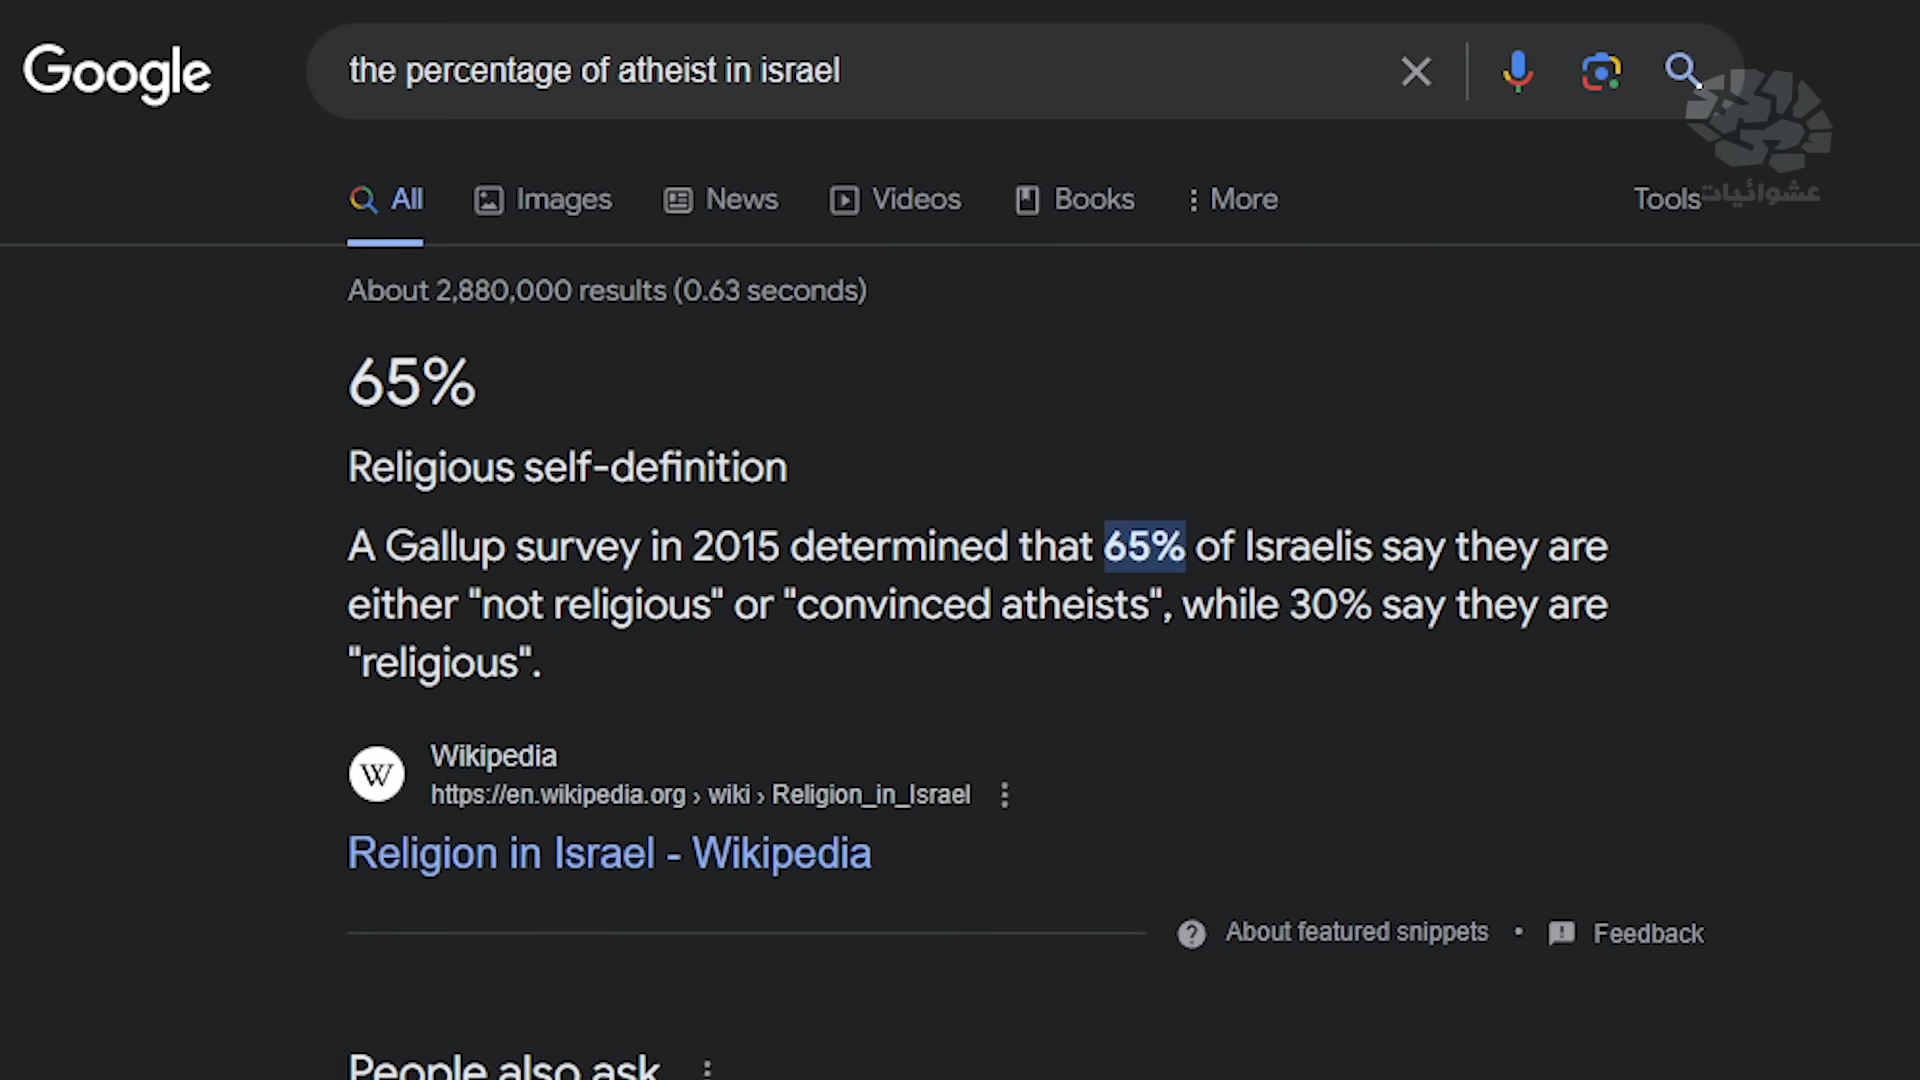 Google
the percentage of atheist in israel
All
Images
News
Videos
Books
More
Tools
عشوائيات
About 2,880,000 results (0.63 seconds)
65%
Religious self-definition
A Gallup survey in 2015 determined that 65% of Israelis say they are
either "not religious" or "convinced atheists", while 30% say they are
"religious".
W
Wikipedia
https://en.wikipedia.org › wiki › Religion_in_Israel
Religion in Israel - Wikipedia
About featured snippets • Feedback
People also ask